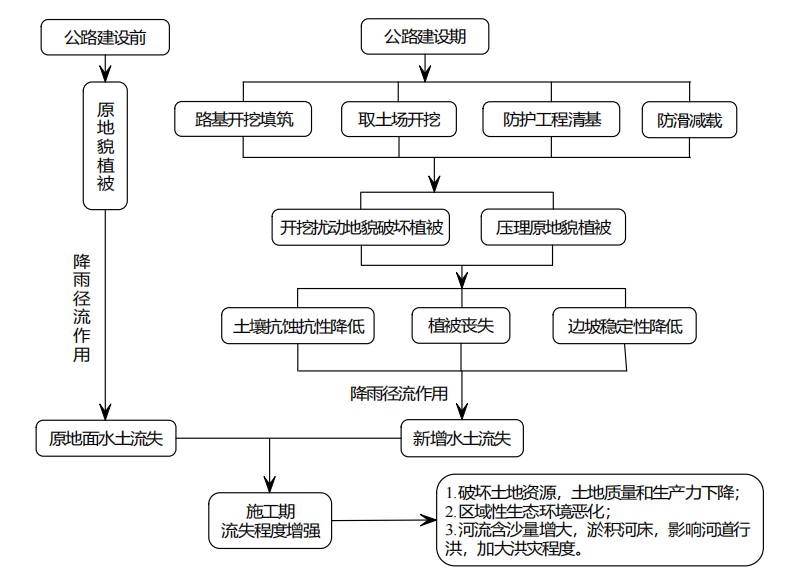 公路建设前
公路建设期
原地貌植被
路基开挖填筑
取土场开挖
防护工程清基
防滑减载
开挖扰动地貌破坏植被
压理原地貌植被
降雨径流作用
土壤抗蚀抗性降低
植被丧失
边坡稳定性降低
降雨径流作用
原地面水土流失
新增水土流失
施工期
流失程度增强
1.破坏土地资源，土地质量和生产力下降；
2.区域性生态环境恶化；
3.河流含沙量增大，淤积河床，影响河道行
洪，加大洪灾程度。